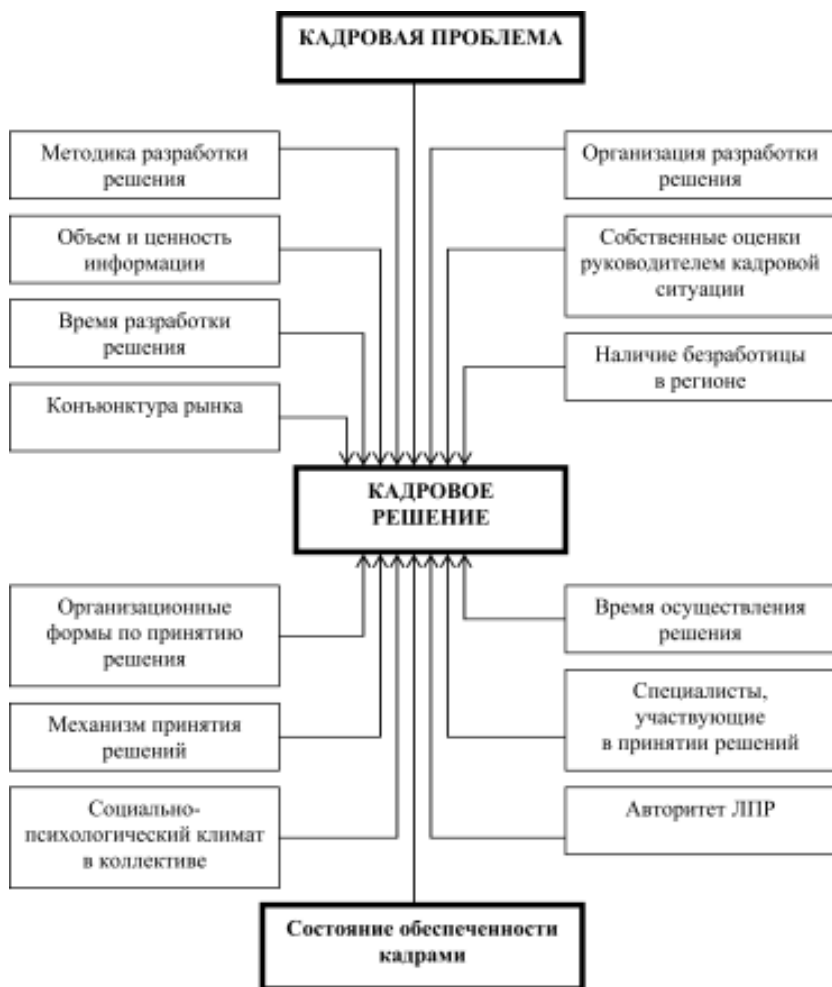 КАДРОВАЯ ПРОБЛЕМА
Методика разработки
решения
Объем и ценность
информации
Время разработки
решения
Конъюнктура рынка
Организация разработки
решения
Собственные оценки
руководителем кадровой
ситуации
Наличие безработицы
в регионе
КАДРОВОЕ
РЕШЕНИЕ
Организационные
формы по принятию
решения
Механизм принятия
решений
Социально-
психологический климат
в коллективе
Время осуществления
решения
Специалисты,
участвующие
в принятии решений
Авторитет ЛПР
Состояние обеспеченности
кадрами